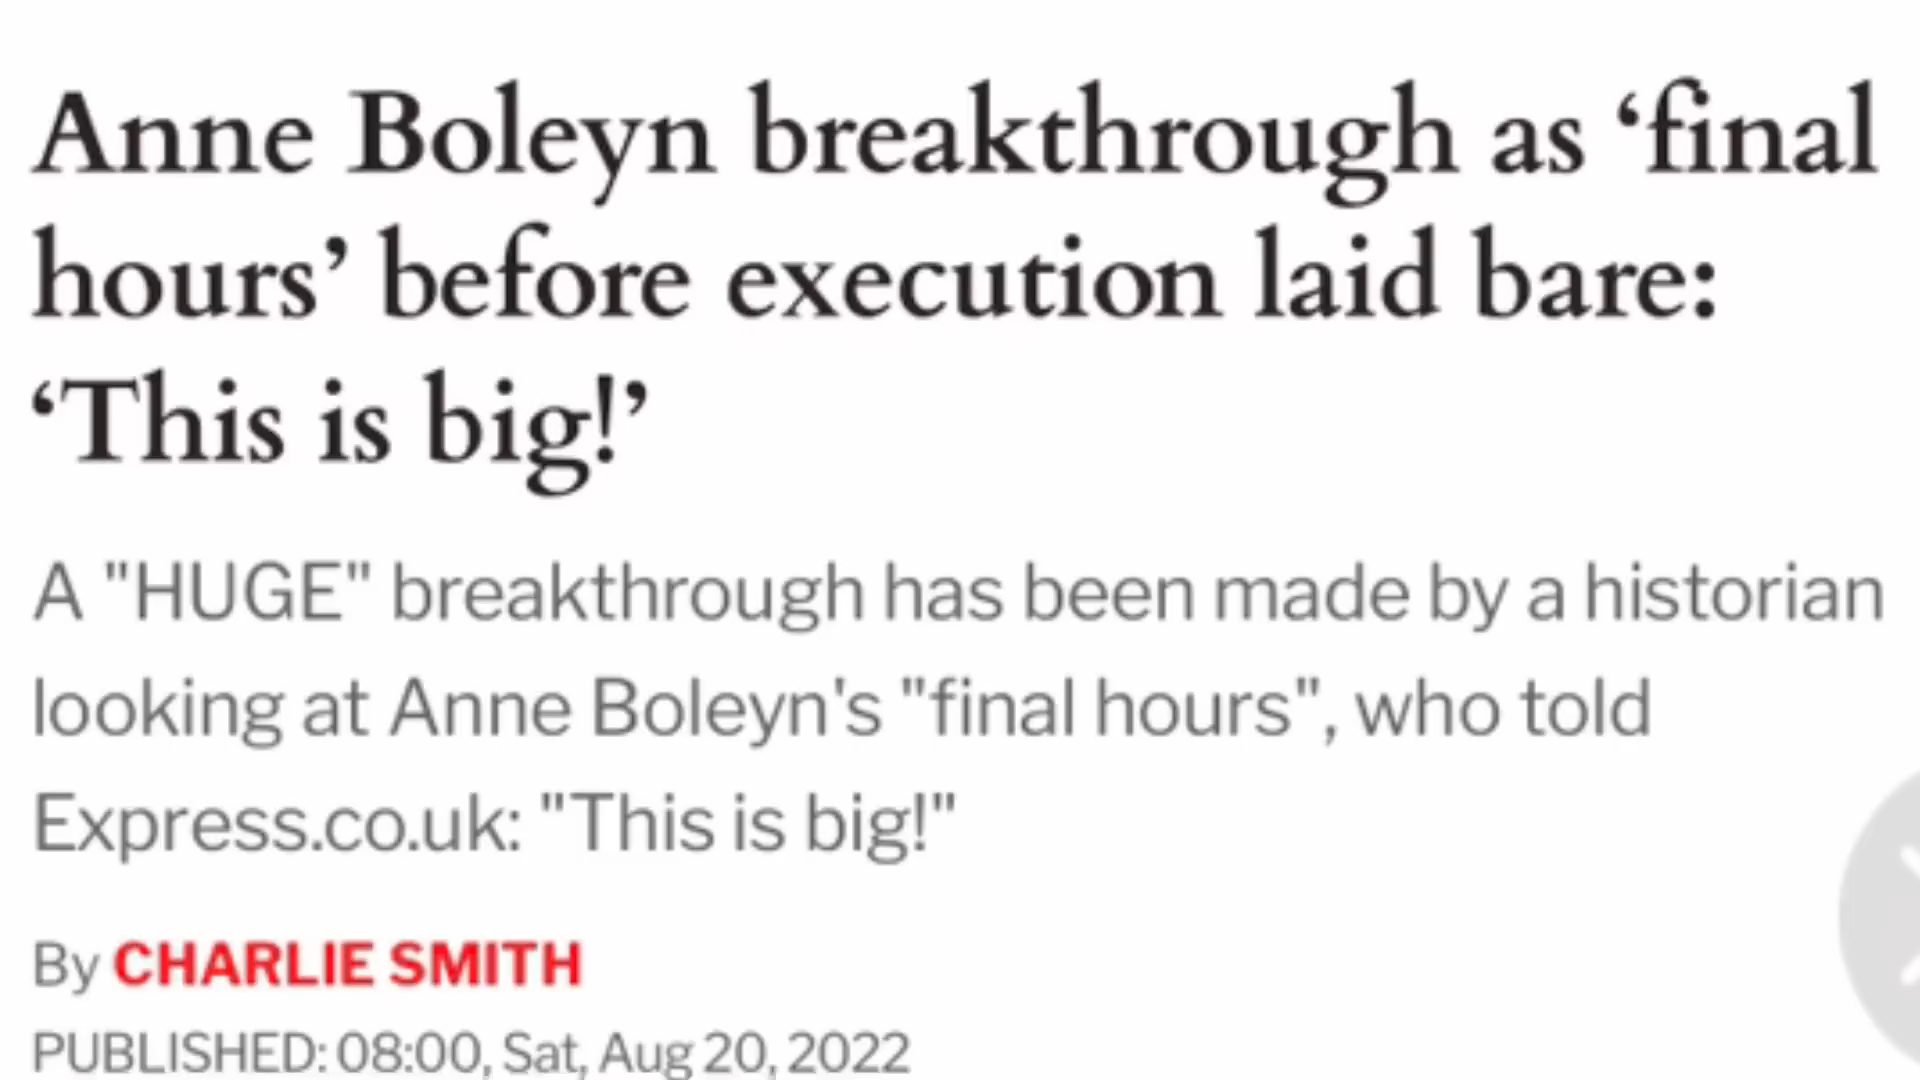 Anne Boleyn breakthrough as ‘final
hours’ before execution laid bare:
‘This is big!’
A "HUGE" breakthrough has been made by a historian
looking at Anne Boleyn's "final hours", who told
Express.co.uk: "This is big!"
By CHARLIE SMITH
PUBLISHED: 08:00, Sat, Aug 20, 2022